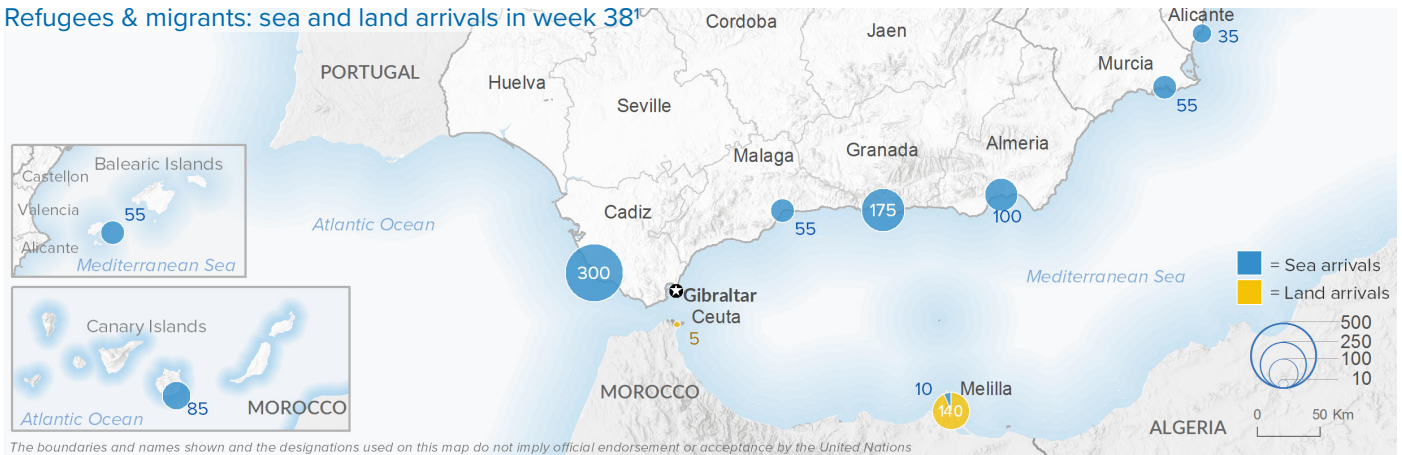 Refugees & migrants: sea and land arrivals in week 38¹
Cordoba
Jaen
Alicante
35
PORTUGAL
Huelva
Seville
Murcia
55
Balearic Islands
Castellon
Valencia
55
Alicante
Mediterranean Sea
Atlantic Ocean
Cadiz
Malaga
Granada
Almeria
55
175
100
300
Mediterranean Sea
= Sea arrivals
= Land arrivals
Gibraltar
Ceuta
5
500
250
100
10
Canary Islands
85
MOROCCO
Atlantic Ocean
MOROCCO
10
Melilla
140
0 50 Km
ALGERIA
The boundaries and names shown and the designations used on this map do not imply official endorsement or acceptance by the United Nations